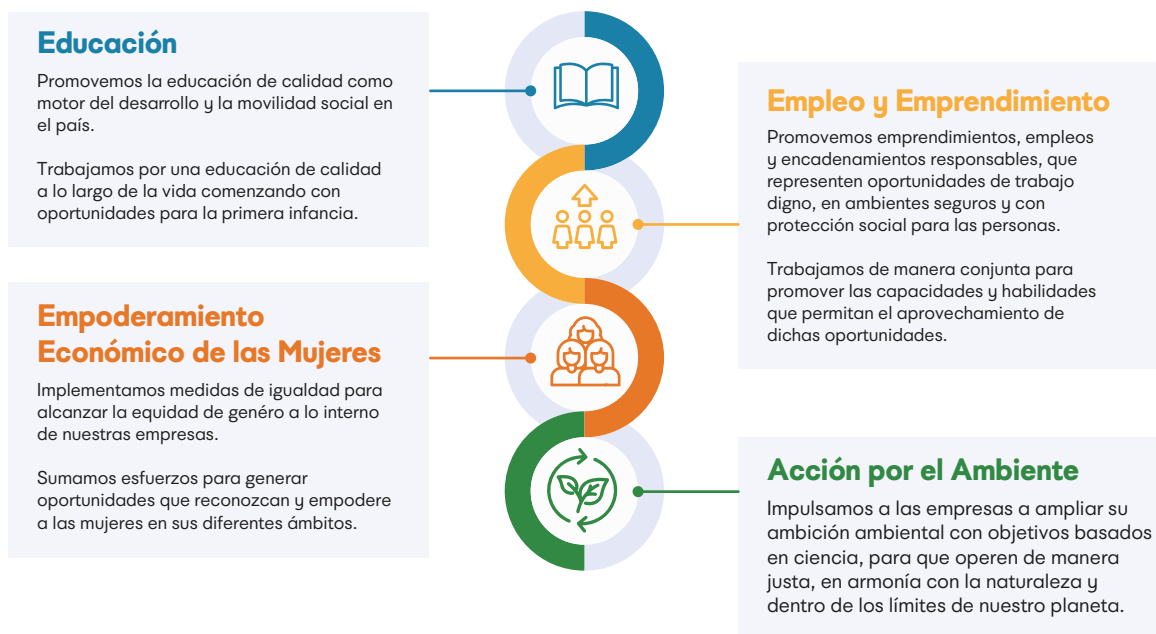 Educación
Promovemos la educación de calidad como
motor del desarrollo y la movilidad social en
el país.
Trabajamos por una educación de calidad
a lo largo de la vida comenzando con
oportunidades para la primera infancia.
Empleo y Emprendimiento
Promovemos emprendimientos, empleos
y encadenamientos responsables, que
representen oportunidades de trabajo
digno, en ambientes seguros y con
protección social para las personas.
Trabajamos de manera conjunta para
promover las capacidades y habilidades
que permitan el aprovechamiento de
dichas oportunidades.
Empoderamiento
Económico de las Mujeres
Implementamos medidas de igualdad para
alcanzar la equidad de genéro a lo interno
de nuestras empresas.
Sumamos esfuerzos para generar
oportunidades que reconozcan y empodere
a las mujeres en sus diferentes ámbitos.
Acción por el Ambiente
Impulsamos a las empresas a ampliar su
ambición ambiental con objetivos basados
en ciencia, para que operen de manera
justa, en armonía con la naturaleza y
dentro de los límites de nuestro planeta.